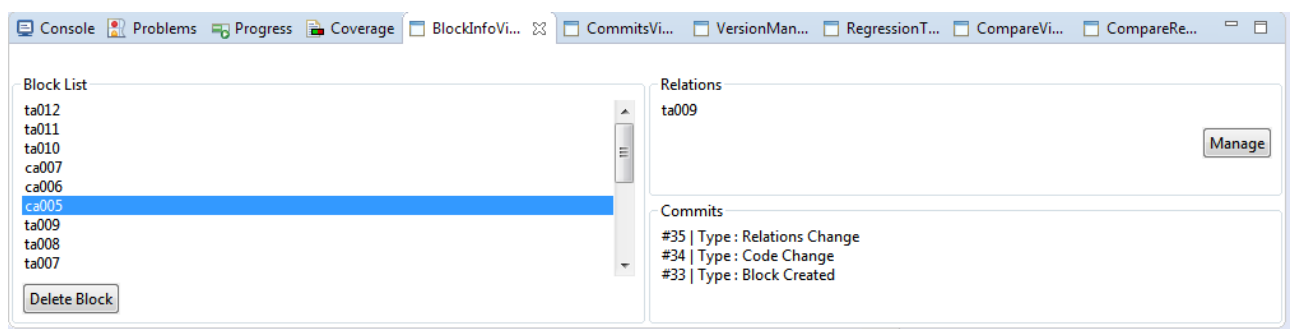 Console Problems Progress Coverage BlockInfoVi... CommitsVi... VersionMan... RegressionT... CompareVi... CompareRe...
Block List
ta012
ta011
ta010
ca007
ca006
ca005
ta009
ta008
ta007
Delete Block
Relations
ta009
Manage
Commits
#35 | Type : Relations Change
#34 | Type : Code Change
#33 | Type : Block Created